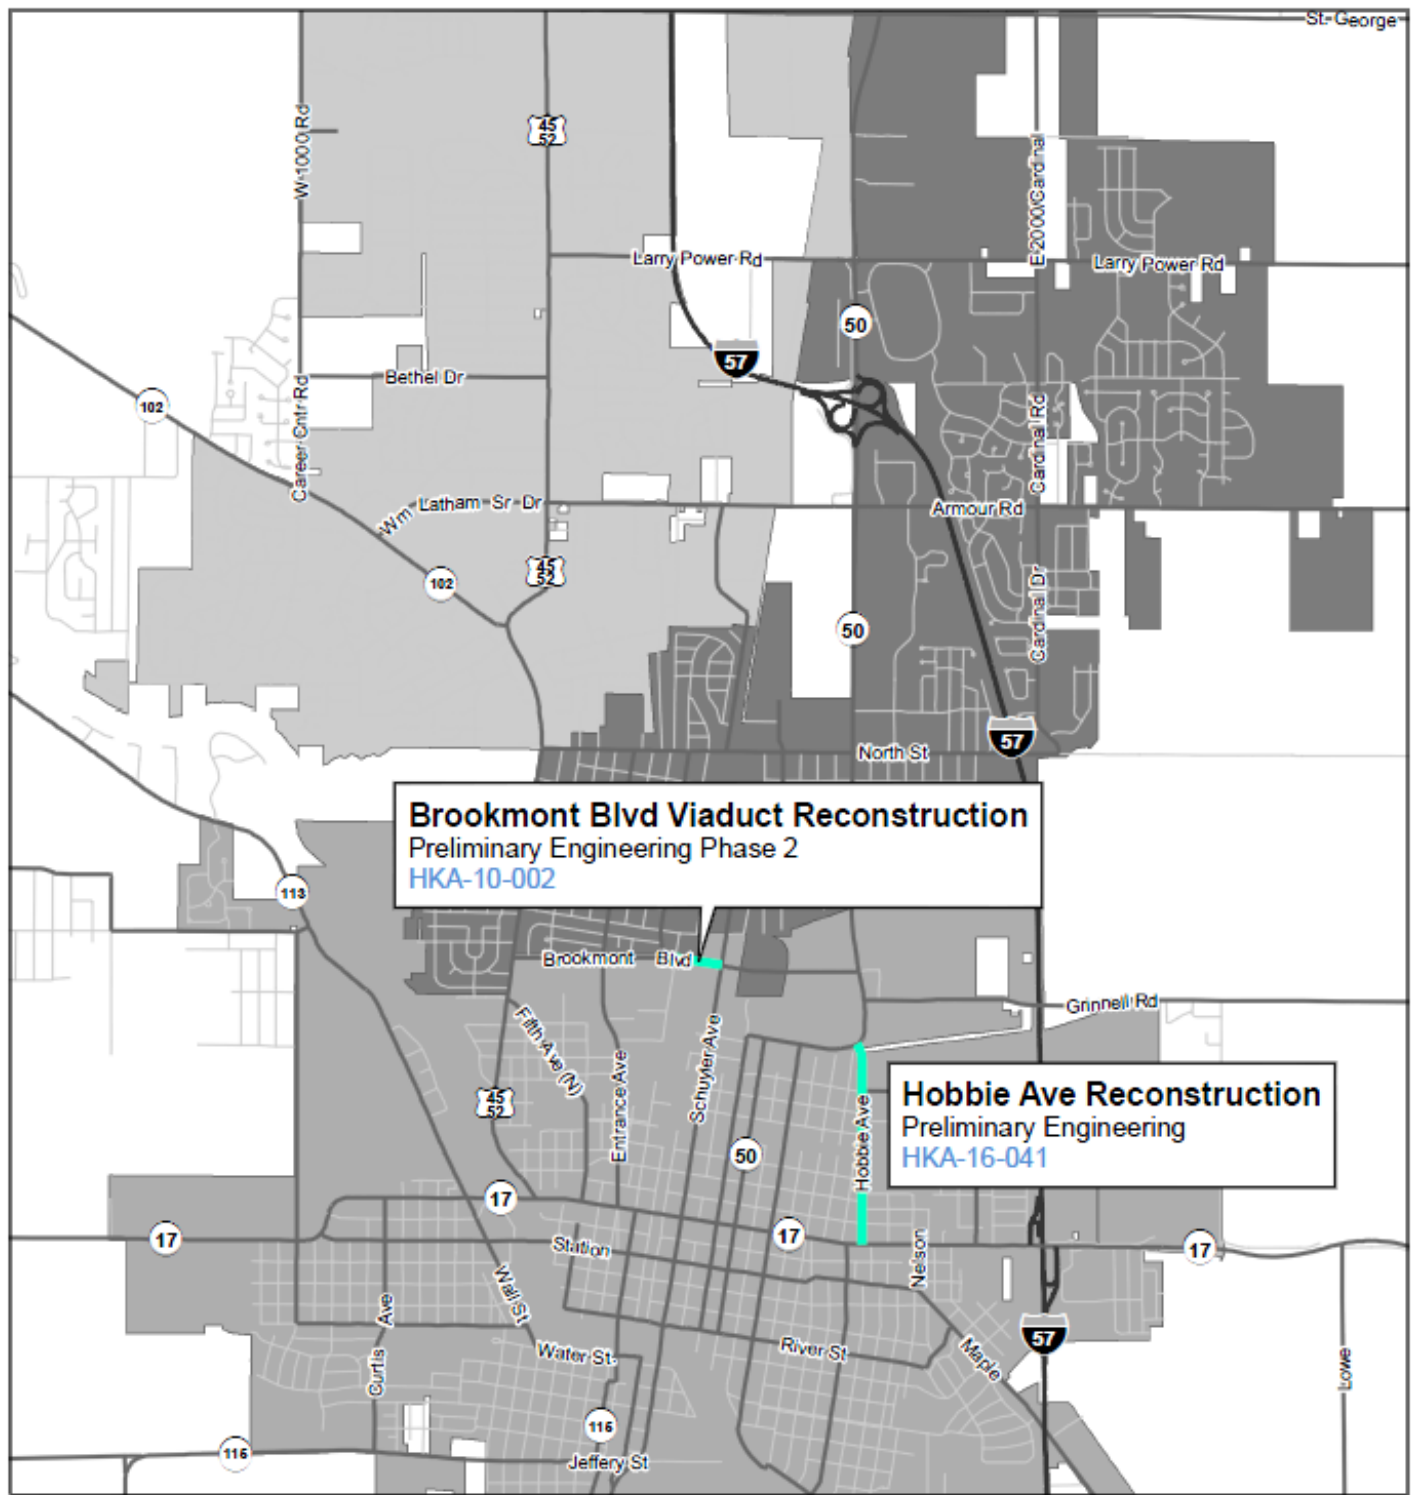 St. George
W 1000 Rd
45
52
E 2000/Cardinal
Larry Power Rd
Larry Power Rd
50
57
Bethel Dr
102
Career Cntr Rd
Cardinal Rd
Wm Latham Sr Dr
Armour Rd
102
45
52
Cardinal Dr
50
57
North St
Brookmont Blvd Viaduct Reconstruction
Preliminary Engineering Phase 2
HKA-10-002
113
Brookmont Blvd
Grinnell Rd
Fifth Ave (N)
Entrance Ave
Schuyler Ave
45
52
Hobbie Ave
Hobbie Ave Reconstruction
Preliminary Engineering
HKA-16-041
50
17
17
17
17
Station
Nelson
Wall St
Curtis Ave
Water St.
River St
57
Maple
Lowe
115
115
Jeffery St